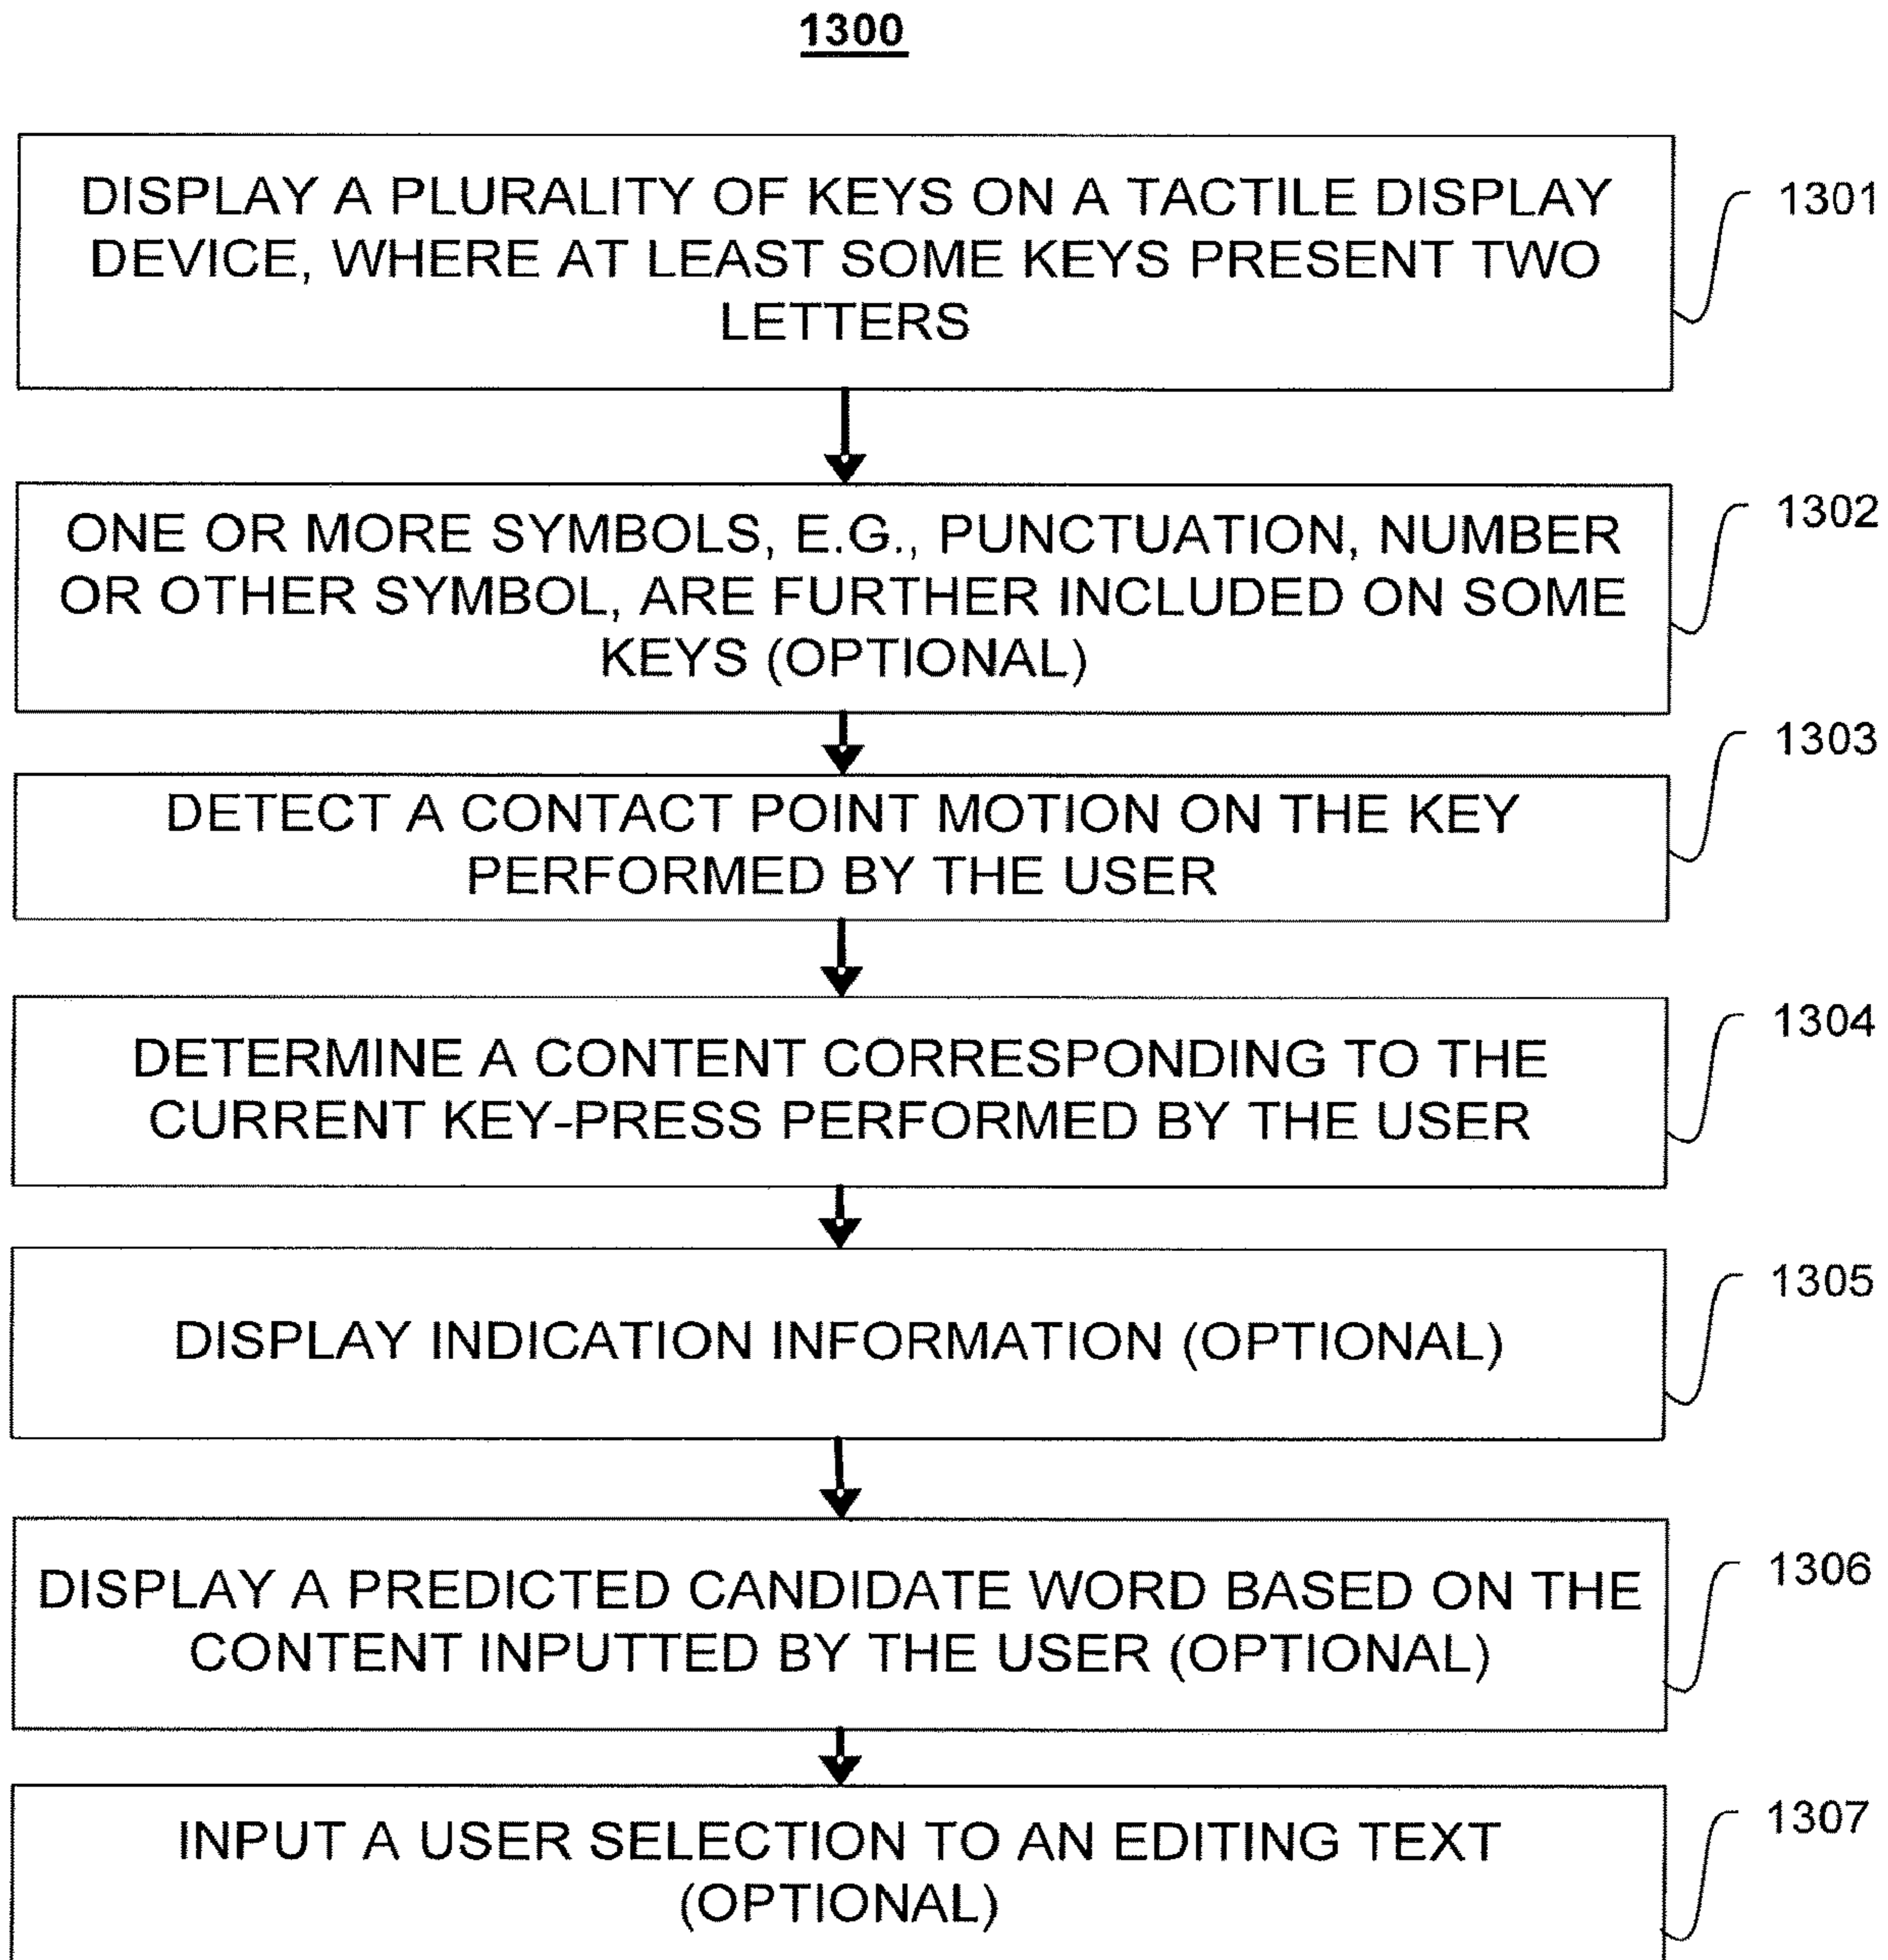 1300
DISPLAY A PLURALITY OF KEYS ON A TACTILE DISPLAY
DEVICE, WHERE AT LEAST SOME KEYS PRESENT TWO
LETTERS
1301
ONE OR MORE SYMBOLS, E.G., PUNCTUATION, NUMBER
OR OTHER SYMBOL, ARE FURTHER INCLUDED ON SOME
KEYS (OPTIONAL)
1302
DETECT A CONTACT POINT MOTION ON THE KEY
PERFORMED BY THE USER
1303
DETERMINE A CONTENT CORRESPONDING TO THE
CURRENT KEY-PRESS PERFORMED BY THE USER
1304
DISPLAY INDICATION INFORMATION (OPTIONAL)
1305
DISPLAY A PREDICTED CANDIDATE WORD BASED ON THE
CONTENT INPUTTED BY THE USER (OPTIONAL)
1306
INPUT A USER SELECTION TO AN EDITING TEXT
(OPTIONAL)
1307